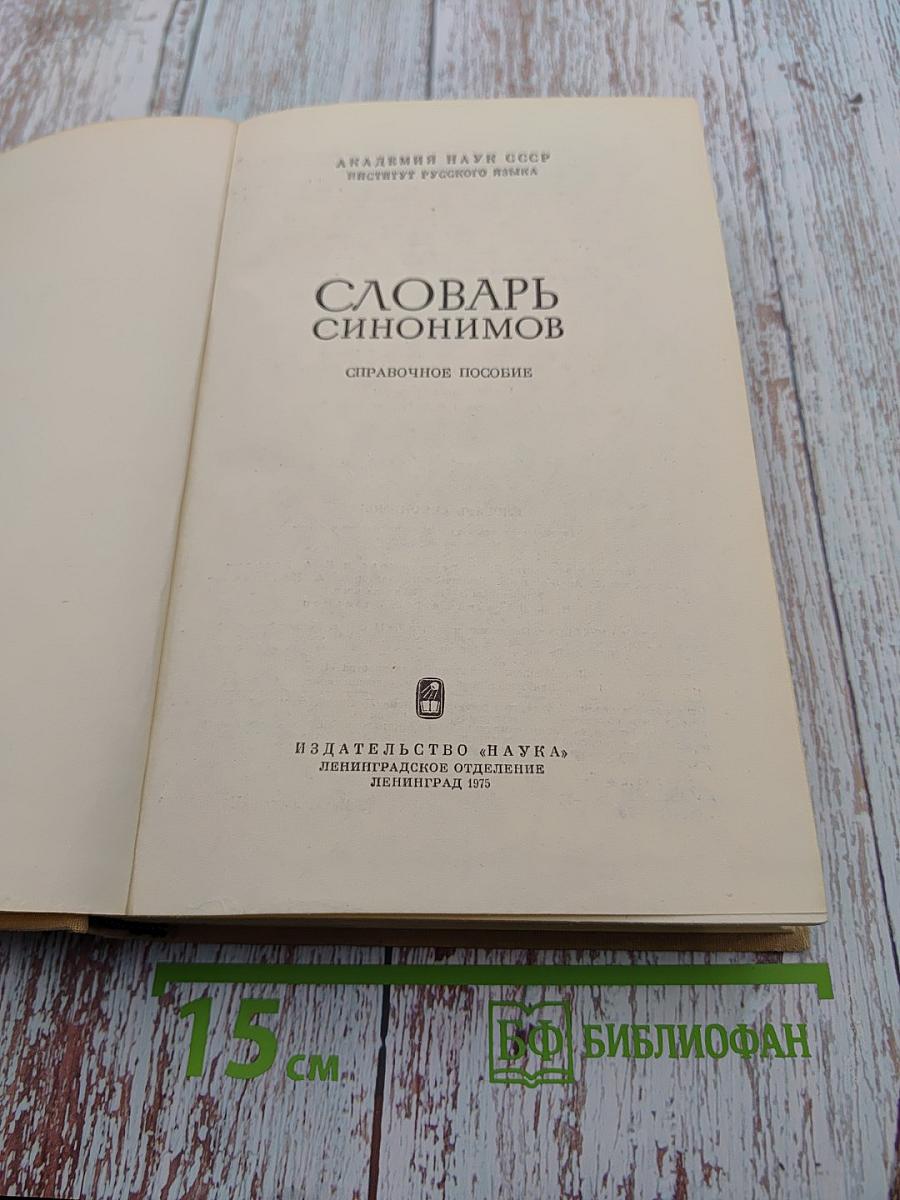 АКАДЕМИЯ НАУК СССР
ИНСТИТУТ РУССКОГО ЯЗЫКА
СЛОВАРЬ
СИНОНИМОВ
СПРАВОЧНОЕ ПОСОБИЕ
ИЗДАТЕЛЬСТВО «НАУКА»
ЛЕНИНГРАДСКОЕ ОТДЕЛЕНИЕ
ЛЕНИНГРАД 1975
15 см
БФ БИБЛИОФАН